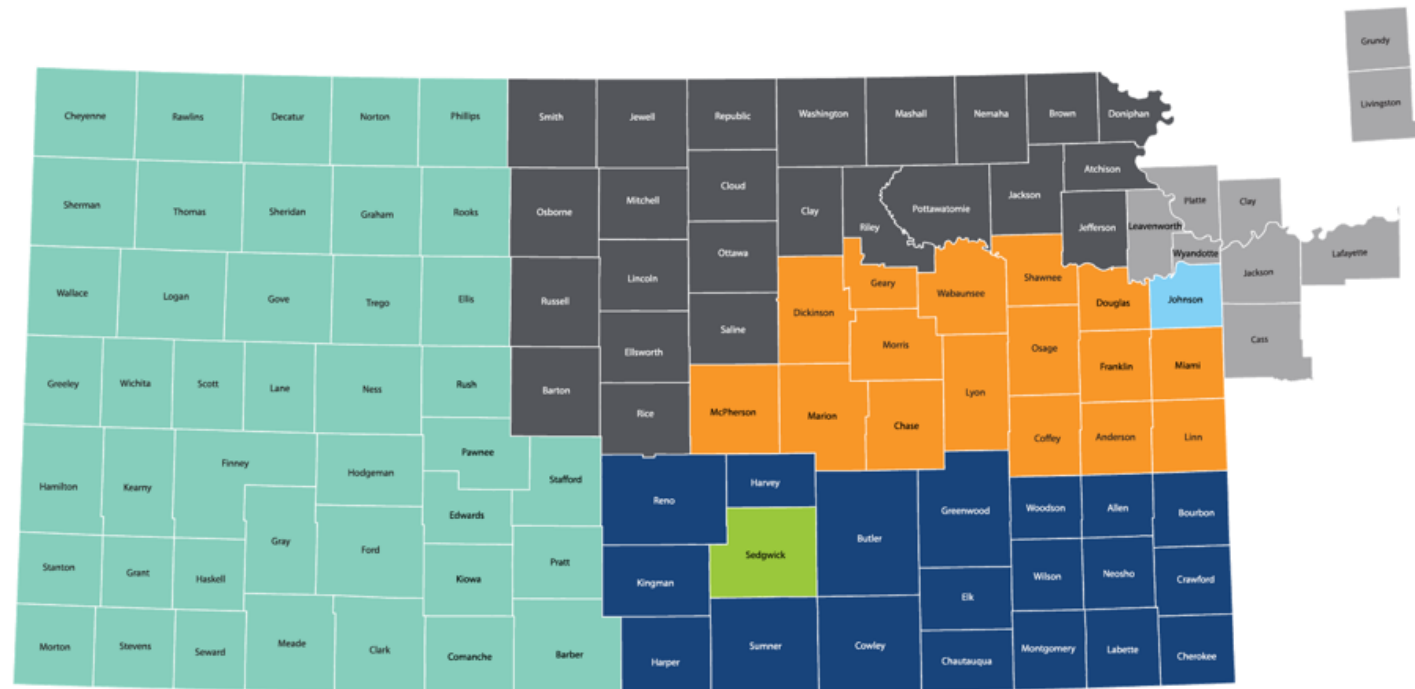 Grundy
Livingston
Cheyenne Rawlins Decatur Norton Phillips Smith Jewell Republic Washington Mashall Nemaha Brown Doniphan
Sherman Thomas Sheridan Graham Rooks Osborne Mitchell Cloud Clay Riley Pottawatomie Jackson Atchison Jefferson Leavenworth Platte Clay
Wyandotte Jackson Lafayette
Wallace Logan Gove Trego Ellis Russell Lincoln Ottawa Dickinson Geary Wabaunsee Shawnee Douglas Johnson
Saline Ellsworth Morris Osage Cass
Greeley Wichita Scott Lane Ness Rush Barton Rice McPherson Marion Chase Lyon Franklin Miami
Coffey Anderson Linn
Hamilton Kearny Finney Hodgeman Pawnee Stafford Reno Harvey Butler Greenwood Woodson Allen Bourbon
Gray Ford Edwards
Stanton Grant Haskell Kiowa Pratt Kingman Sedgwick Elk Wilson Neosho Crawford
Morton Stevens Seward Meade Clark Comanche Barber Harper Sumner Cowley Chautauqua Montgomery Labette Cherokee